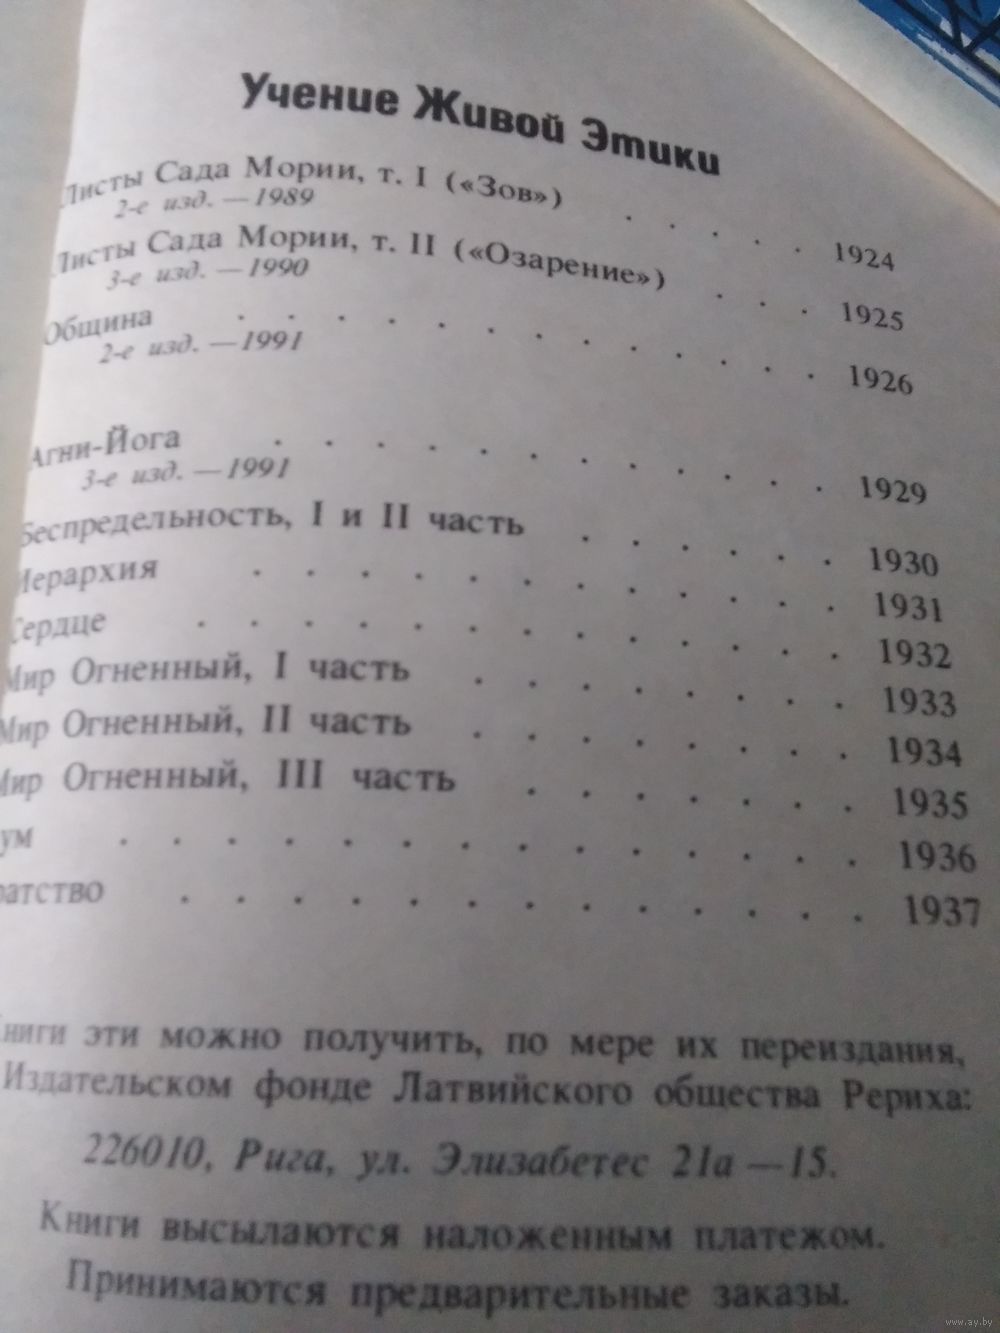 Учение Живой Этики
Листы Сада Мории, т. I («Зов») . . . . . 1924
2-е изд. — 1989
Листы Сада Мории, т. II («Озарение») . . . 1925
3-е изд. — 1990
Община . . . . . . . . . . . . 1926
2-е изд. — 1991
Агни-Йога . . . . . . . . . . . 1929
3-е изд. — 1991
Беспредельность, I и II часть . . . . . . 1930
Иерархия . . . . . . . . . . . 1931
Сердце . . . . . . . . . . . . 1932
Мир Огненный, I часть . . . . . . . 1933
Мир Огненный, II часть . . . . . . . 1934
Мир Огненный, III часть . . . . . . . 1935
ум . . . . . . . . . . . . . . 1936
ратство . . . . . . . . . . . . . 1937
Книги эти можно получить, по мере их переиздания,
Издательском фонде Латвийского общества Рериха:
226010, Рига, ул. Элизабетес 21а — 15.
Книги высылаются наложенным платежом.
Принимаются предварительные заказы.
www.ay.by